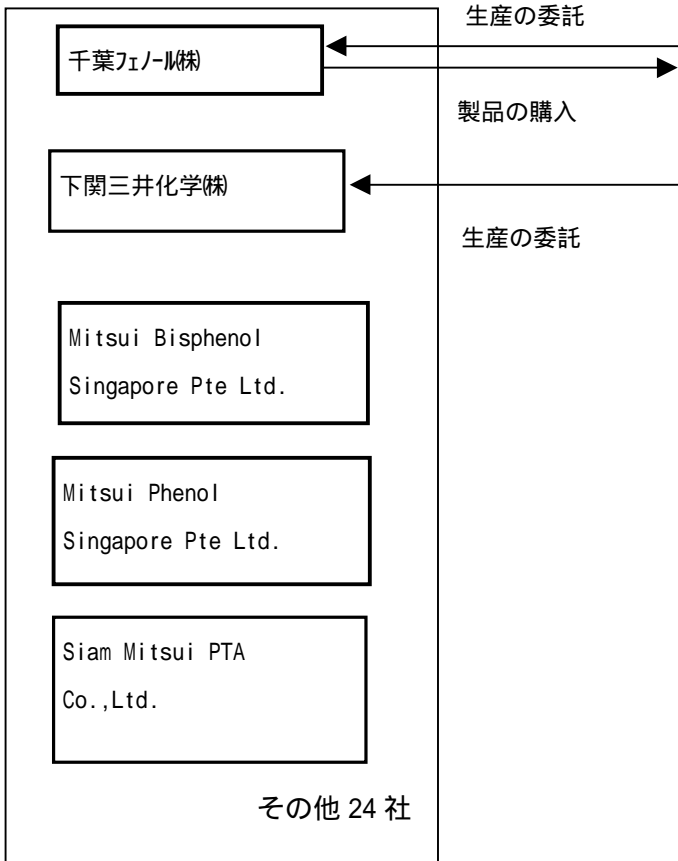 生産の委託
千葉ﾌｪﾉｰﾙ㈱
製品の購入
下関三井化学㈱
生産の委託
Mitsui Bisphenol
Singapore Pte Ltd.
Mitsui Phenol
Singapore Pte Ltd.
Siam Mitsui PTA
Co.,Ltd.
その他 24 社